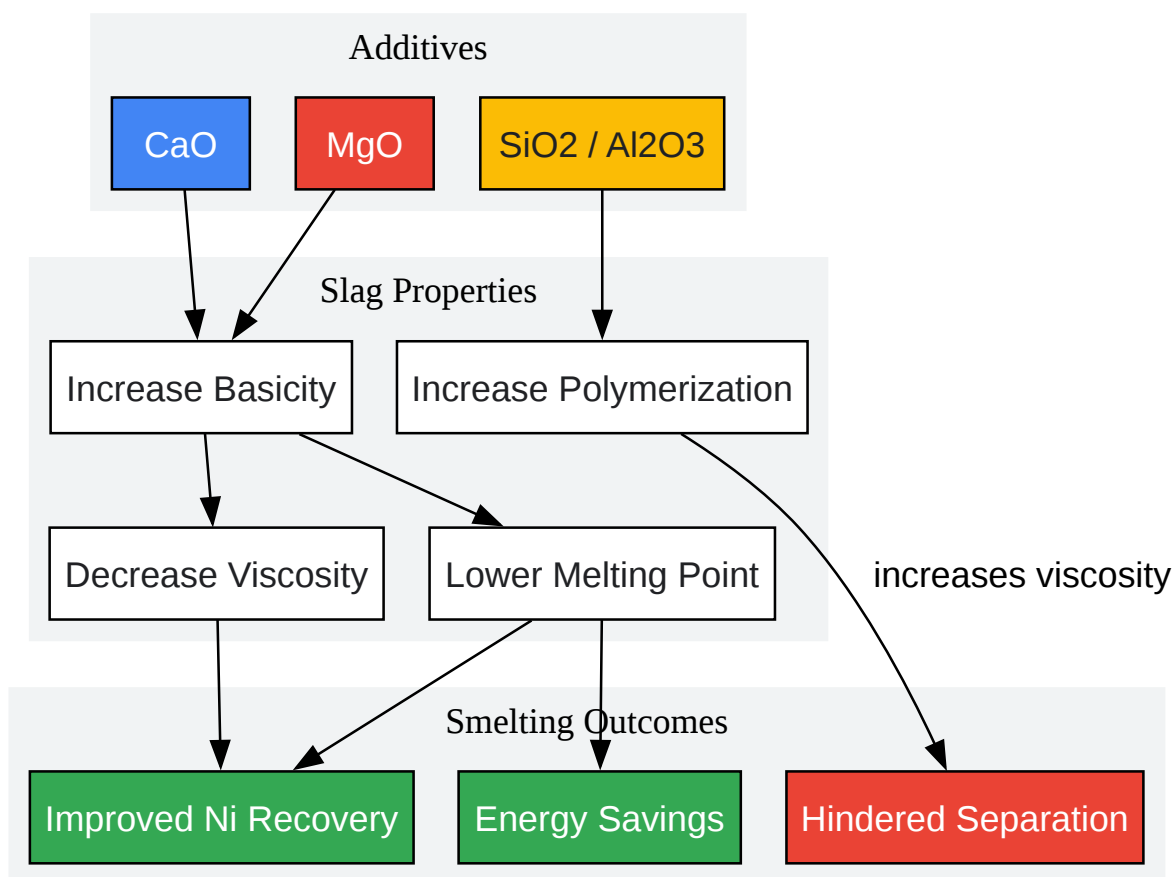 Additives
CaO
MgO
SiO2 / Al2O3
Slag Properties
Increase Basicity
Increase Polymerization
Decrease Viscosity
Lower Melting Point
increases viscosity
Smelting Outcomes
Improved Ni Recovery
Energy Savings
Hindered Separation